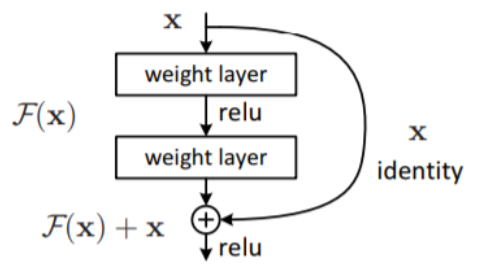 x
weight layer
relu
F(x)
weight layer
x
identity
F(x) + x
+
relu